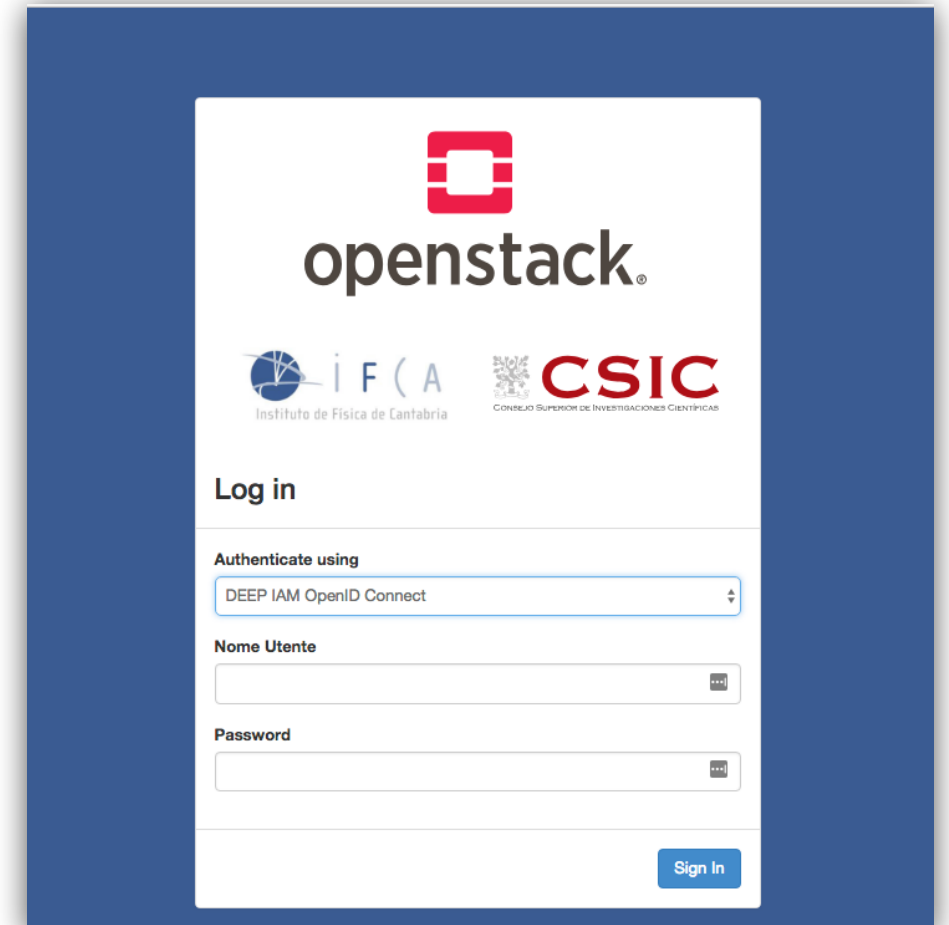 openstack®
iF(A
Instituto de Física de Cantabria
CSIC
Consejo Superior de Investigaciones Científicas
Log in
Authenticate using
DEEP IAM OpenID Connect
Nome Utente
Password
Sign In